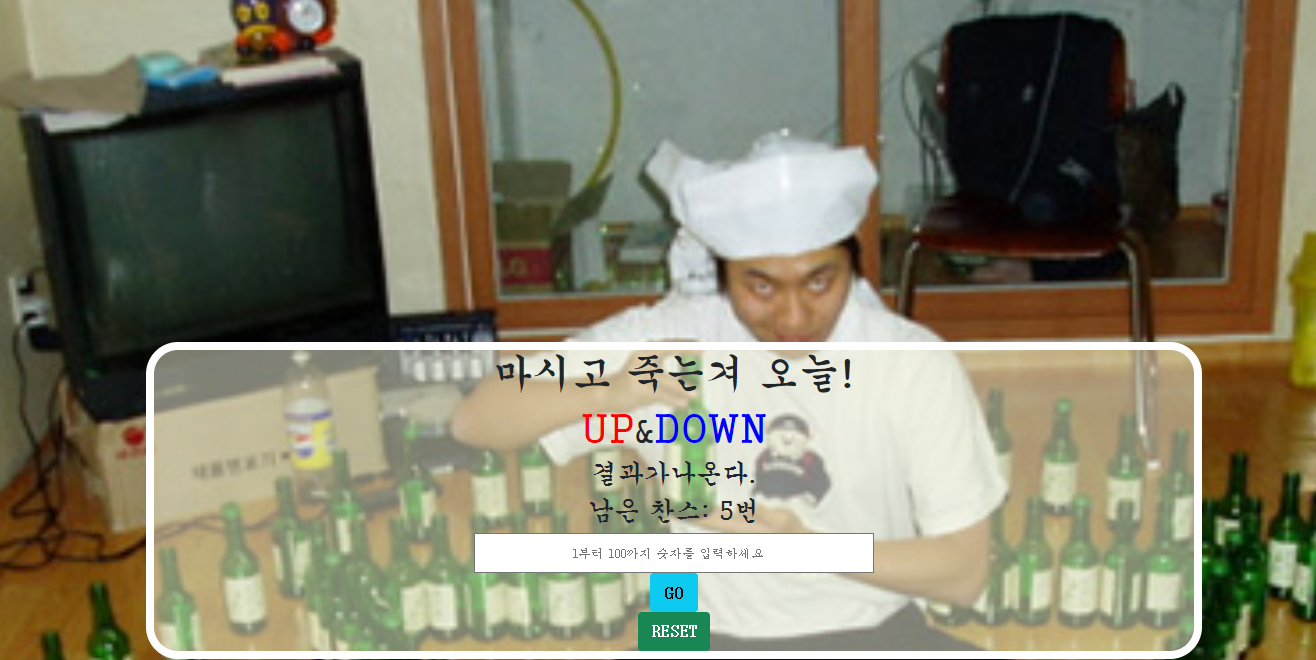 마시고 죽는겨 오늘!
UP&DOWN
결과가나온다.
남은 찬스: 5번
1부터 100까지 숫자를 입력하세요
GO
RESET